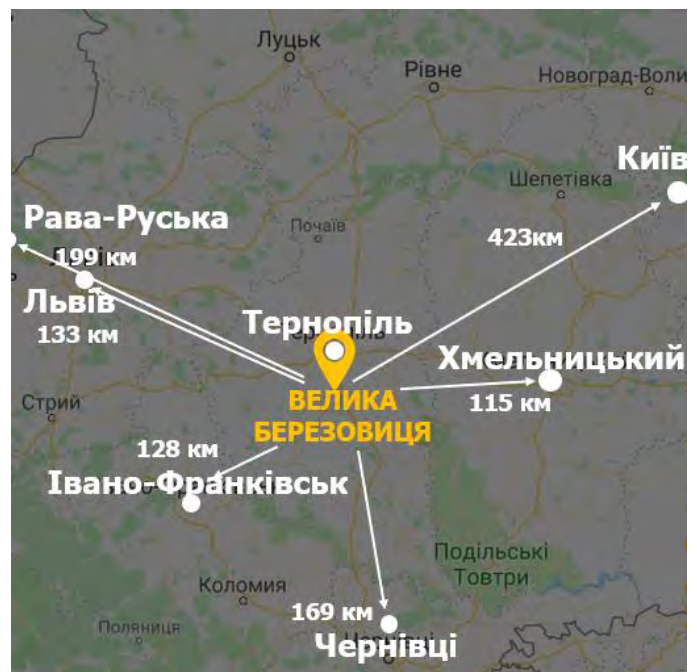 Луцьк
Рівне
Новоград-Воли
Київ
Шепетівка
Рава-Руська
Почаїв
423км
199 км
Львів
133 км
Тернопіль
Хмельницький
115 км
Стрий
ВЕЛИКА
БЕРЕЗОВИЦЯ
128 км
Івано-Франківськ
Подільські
Товтри
Коломия
169 км
Поляниця
Чернівці